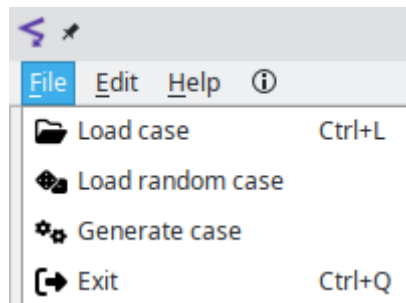 File Edit Help
Load case Ctrl+L
Load random case
Generate case
Exit Ctrl+Q